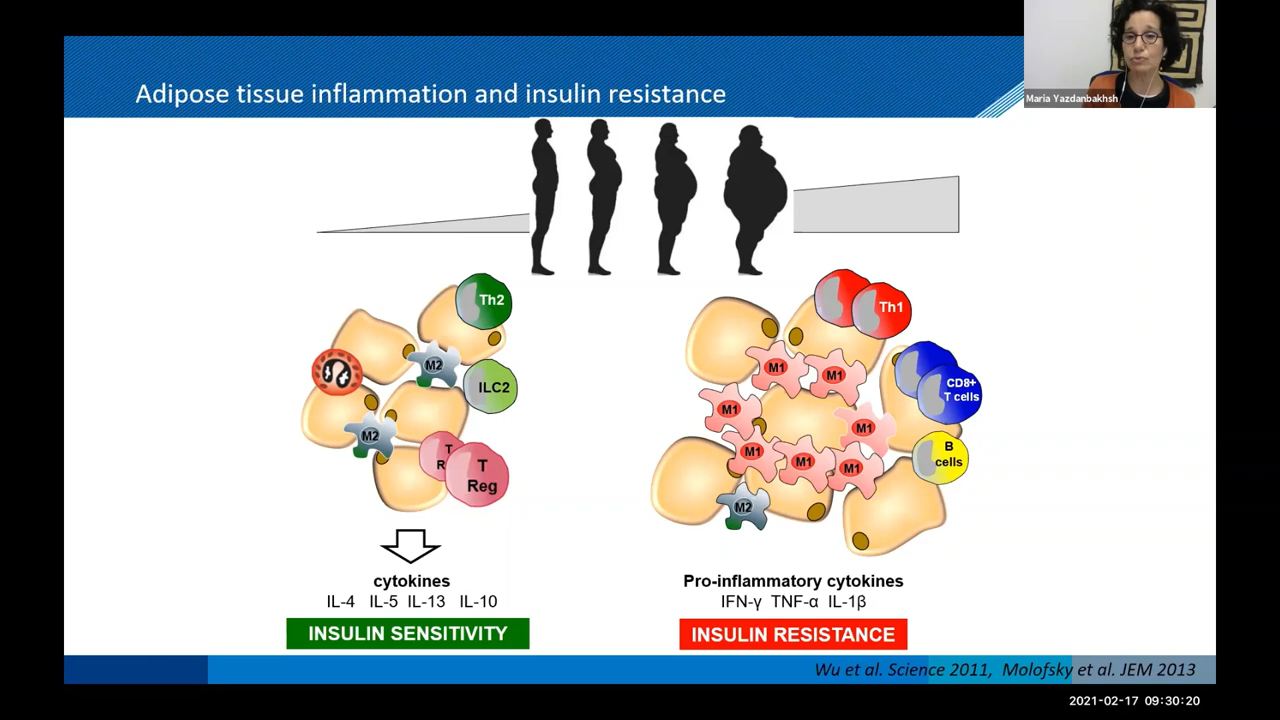 Adipose tissue inflammation and insulin resistance
Maria Yazdanbakhsh
Th2
M2
ILC2
M2
T
R
T
Reg
Th1
M1
M1
CD8+
T cells
M1
M1
B
cells
M1
M1
M1
M2
cytokines
IL-4 IL-5 IL-13 IL-10
INSULIN SENSITIVITY
Pro-inflammatory cytokines
IFN-γ TNF-α IL-1β
INSULIN RESISTANCE
Wu et al. Science 2011, Molofsky et al. JEM 2013
2021-02-17 09:30:20